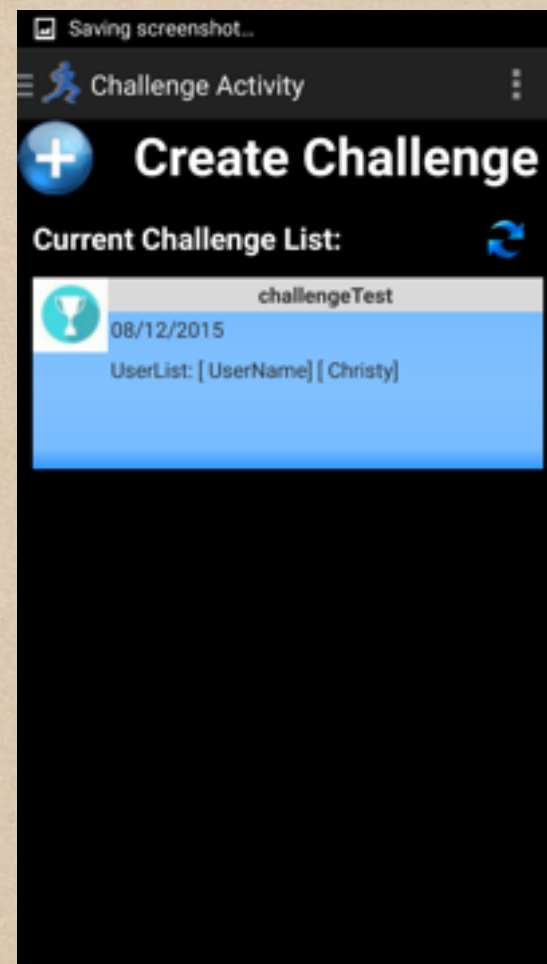 Saving screenshot...
Challenge Activity
Create Challenge
Current Challenge List:
challengeTest
08/12/2015
UserList: [ UserName] [ Christy]